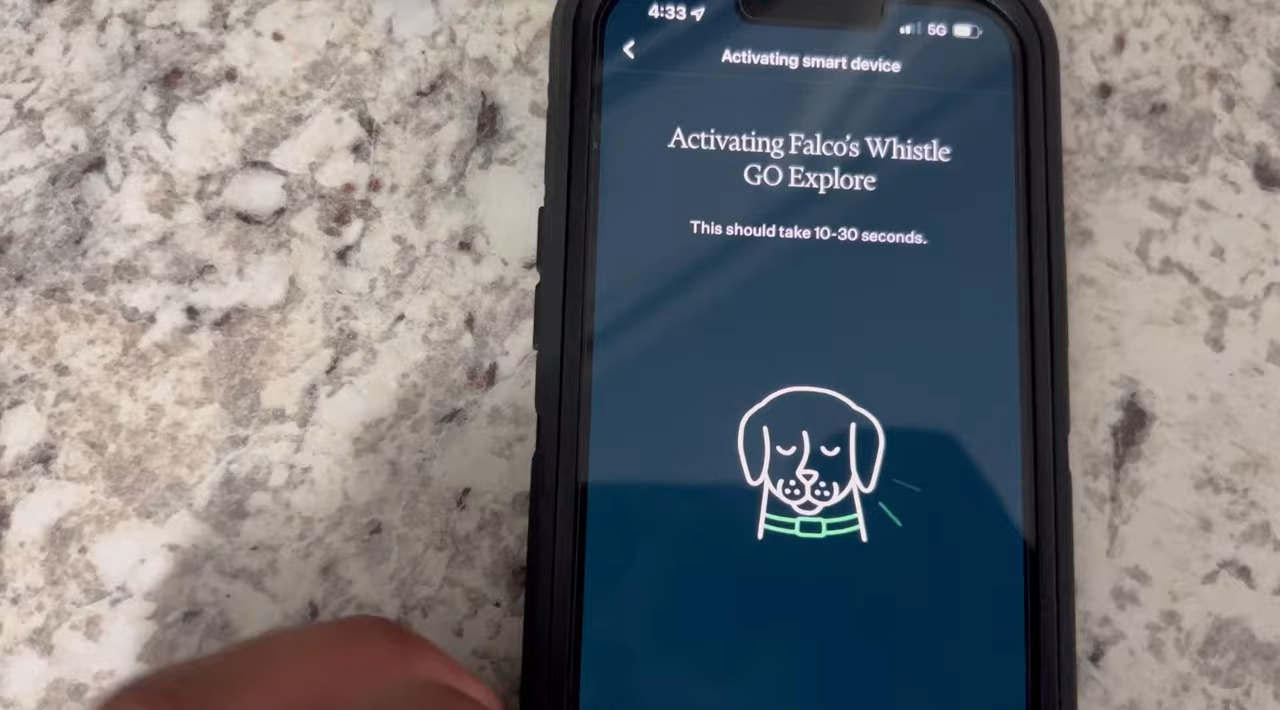 4:33
5G
Activating smart device
Activating Falco's Whistle
GO Explore
This should take 10-30 seconds.